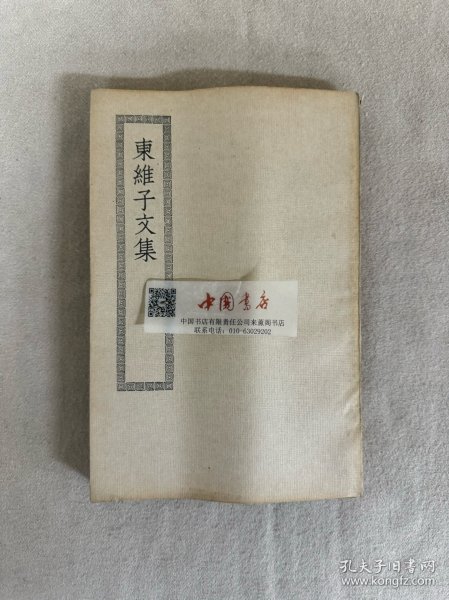 東維子文集
中国书店
中国书店有限责任公司来薰阁书店
联系电话：010-63029202
孔夫子旧书网
www.kongfz.com